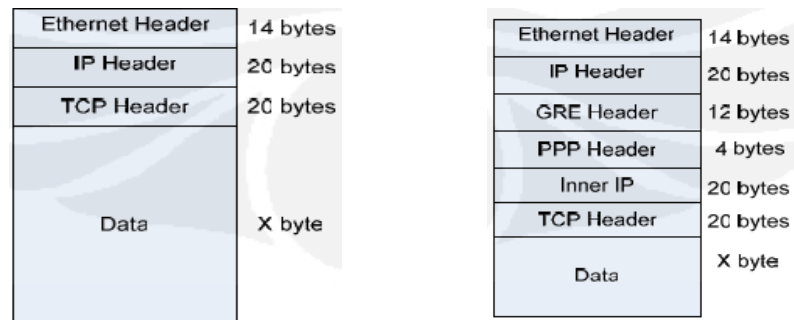 Ethernet Header 14 bytes
IP Header 20 bytes
TCP Header 20 bytes
Data X byte
Ethernet Header 14 bytes
IP Header 20 bytes
GRE Header 12 bytes
PPP Header 4 bytes
Inner IP 20 bytes
TCP Header 20 bytes
Data X byte